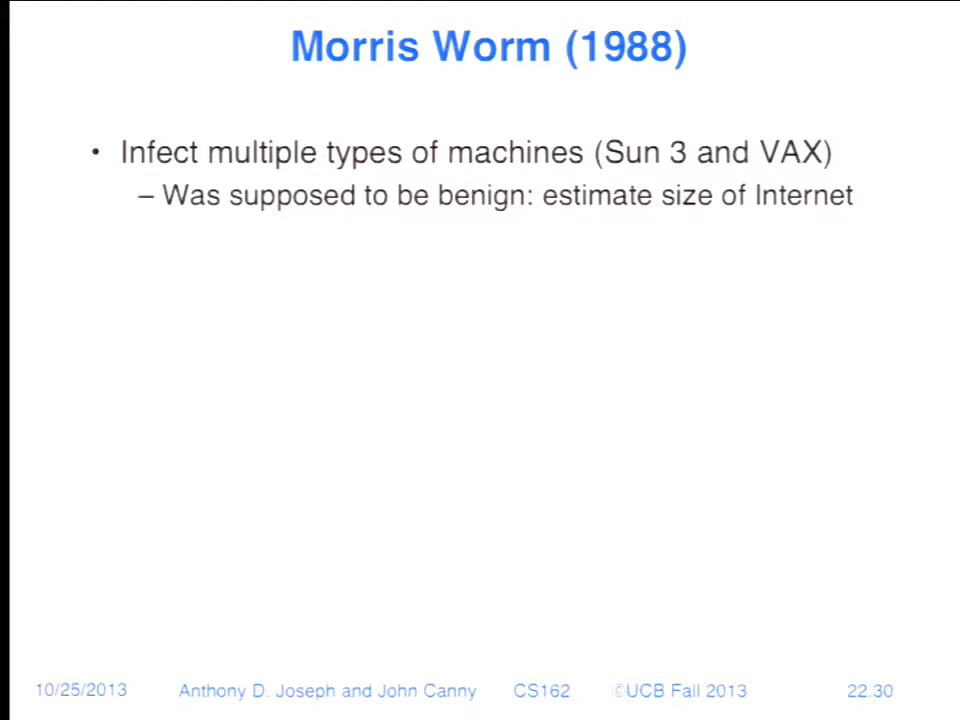 Morris Worm (1988)
• Infect multiple types of machines (Sun 3 and VAX)
– Was supposed to be benign: estimate size of Internet
10/25/2013 Anthony D. Joseph and John Canny CS162 ©UCB Fall 2013 22.30